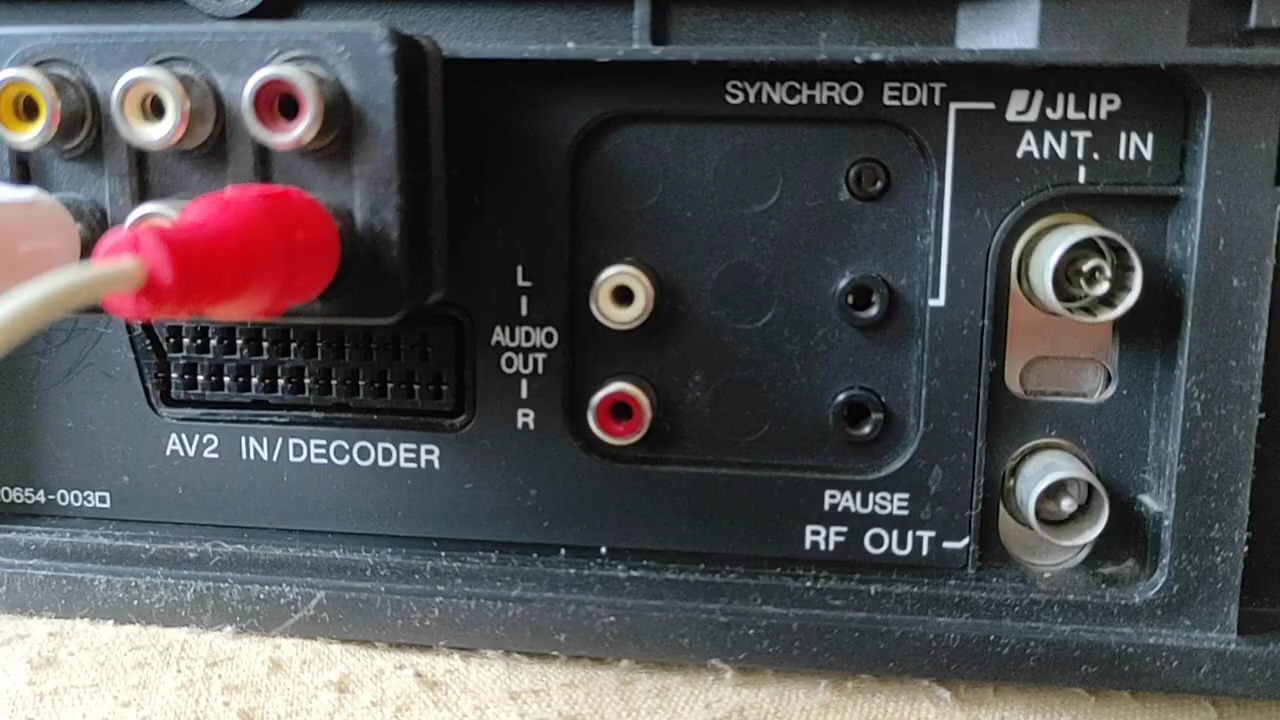 SYNCHRO EDIT
JLIP
ANT. IN
L
AUDIO
OUT
R
AV2 IN/DECODER
0654-003
PAUSE
RF OUT